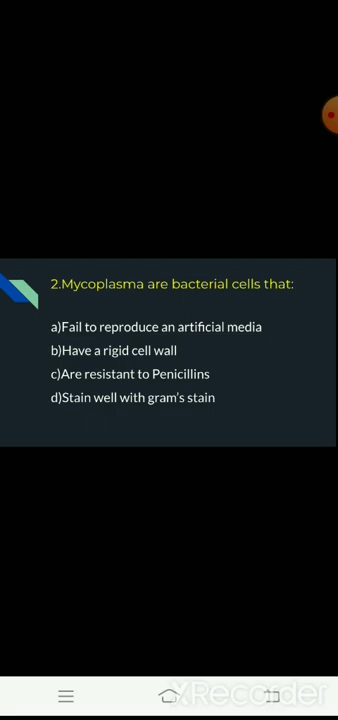 2.Mycoplasma are bacterial cells that:
a)Fail to reproduce an artificial media
b)Have a rigid cell wall
c)Are resistant to Penicillins
d)Stain well with gram's stain
XRecorder